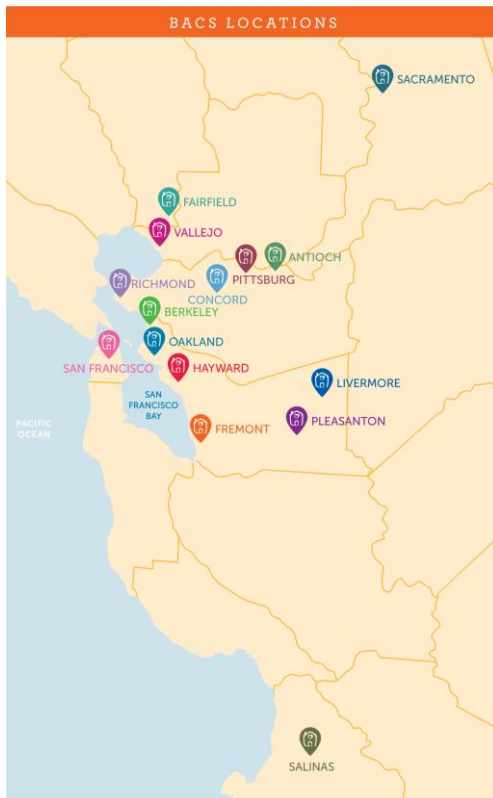 BACS LOCATIONS
SACRAMENTO
FAIRFIELD
VALLEJO
ANTIOCH
PITTSBURG
RICHMOND
CONCORD
BERKELEY
OAKLAND
SAN FRANCISCO
HAYWARD
LIVERMORE
SAN
FRANCISCO
BAY
PLEASANTON
PACIFIC
OCEAN
FREMONT
SALINAS